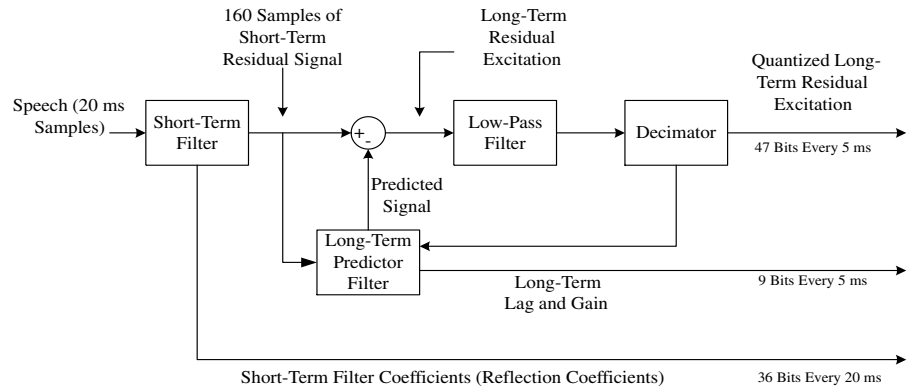 160 Samples of
Short-Term
Residual Signal
Long-Term
Residual
Excitation
Quantized Long-
Term Residual
Excitation
Speech (20 ms
Samples)
Short-Term
Filter
+
-
Low-Pass
Filter
Decimator
47 Bits Every 5 ms
Predicted
Signal
Long-Term
Predictor
Filter
Long-Term
Lag and Gain
9 Bits Every 5 ms
Short-Term Filter Coefficients (Reflection Coefficients)
36 Bits Every 20 ms